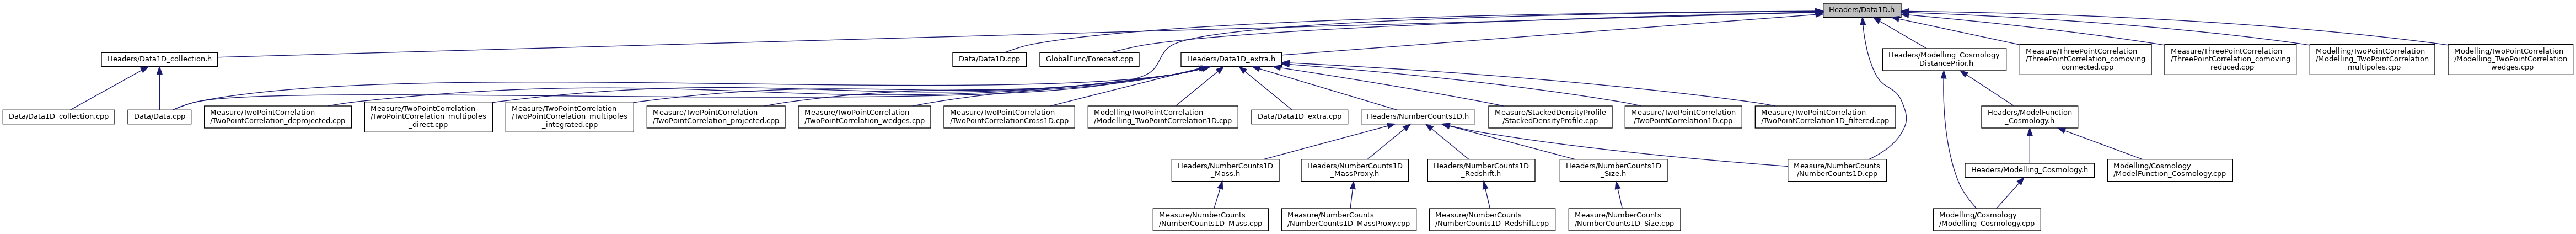 Headers/Data1D.h
Headers/Data1D_collection.h
Data/Data1D.cpp
GlobalFunc/Forecast.cpp
Headers/Data1D_extra.h
Headers/Modelling_Cosmology
_DistancePrior.h
Measure/ThreePointCorrelation
/ThreePointCorrelation_comoving
_connected.cpp
Measure/ThreePointCorrelation
/ThreePointCorrelation_comoving
_reduced.cpp
Modelling/TwoPointCorrelation
/Modelling_TwoPointCorrelation
_multipoles.cpp
Modelling/TwoPointCorrelation
/Modelling_TwoPointCorrelation
_wedges.cpp
Data/Data1D_collection.cpp
Data/Data.cpp
Measure/TwoPointCorrelation
/TwoPointCorrelation_deprojected.cpp
Measure/TwoPointCorrelation
/TwoPointCorrelation_multipoles
_direct.cpp
Measure/TwoPointCorrelation
/TwoPointCorrelation_multipoles
_integrated.cpp
Measure/TwoPointCorrelation
/TwoPointCorrelation_projected.cpp
Measure/TwoPointCorrelation
/TwoPointCorrelation_wedges.cpp
Measure/TwoPointCorrelation
/TwoPointCorrelationCross1D.cpp
Modelling/TwoPointCorrelation
/Modelling_TwoPointCorrelation1D.cpp
Data/Data1D_extra.cpp
Headers/NumberCounts1D.h
Measure/StackedDensityProfile
/StackedDensityProfile.cpp
Measure/TwoPointCorrelation
/TwoPointCorrelation1D.cpp
Measure/TwoPointCorrelation
/TwoPointCorrelation1D_filtered.cpp
Headers/ModelFunction
_Cosmology.h
Headers/NumberCounts1D
_Mass.h
Headers/NumberCounts1D
_MassProxy.h
Headers/NumberCounts1D
_Redshift.h
Headers/NumberCounts1D
_Size.h
Measure/NumberCounts
/NumberCounts1D.cpp
Headers/Modelling_Cosmology.h
Modelling/Cosmology
/ModelFunction_Cosmology.cpp
Measure/NumberCounts
/NumberCounts1D_Mass.cpp
Measure/NumberCounts
/NumberCounts1D_MassProxy.cpp
Measure/NumberCounts
/NumberCounts1D_Redshift.cpp
Measure/NumberCounts
/NumberCounts1D_Size.cpp
Modelling/Cosmology
/Modelling_Cosmology.cpp